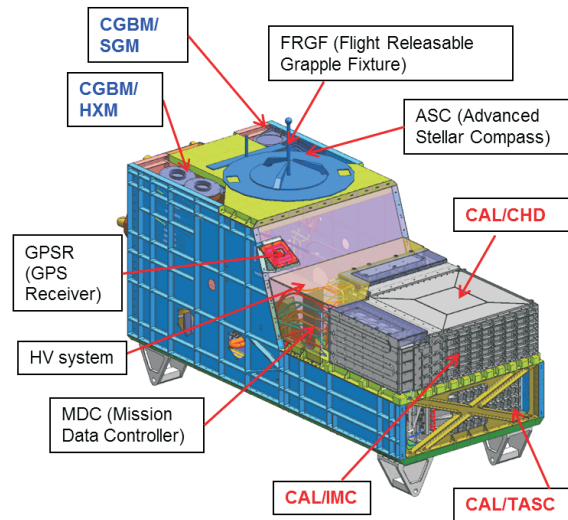 CGBM/
SGM
FRGF (Flight Releasable
Grapple Fixture)
CGBM/
HXM
ASC (Advanced
Stellar Compass)
CAL/CHD
GPSR
(GPS
Receiver)
HV system
MDC (Mission
Data Controller)
CAL/IMC
CAL/TASC